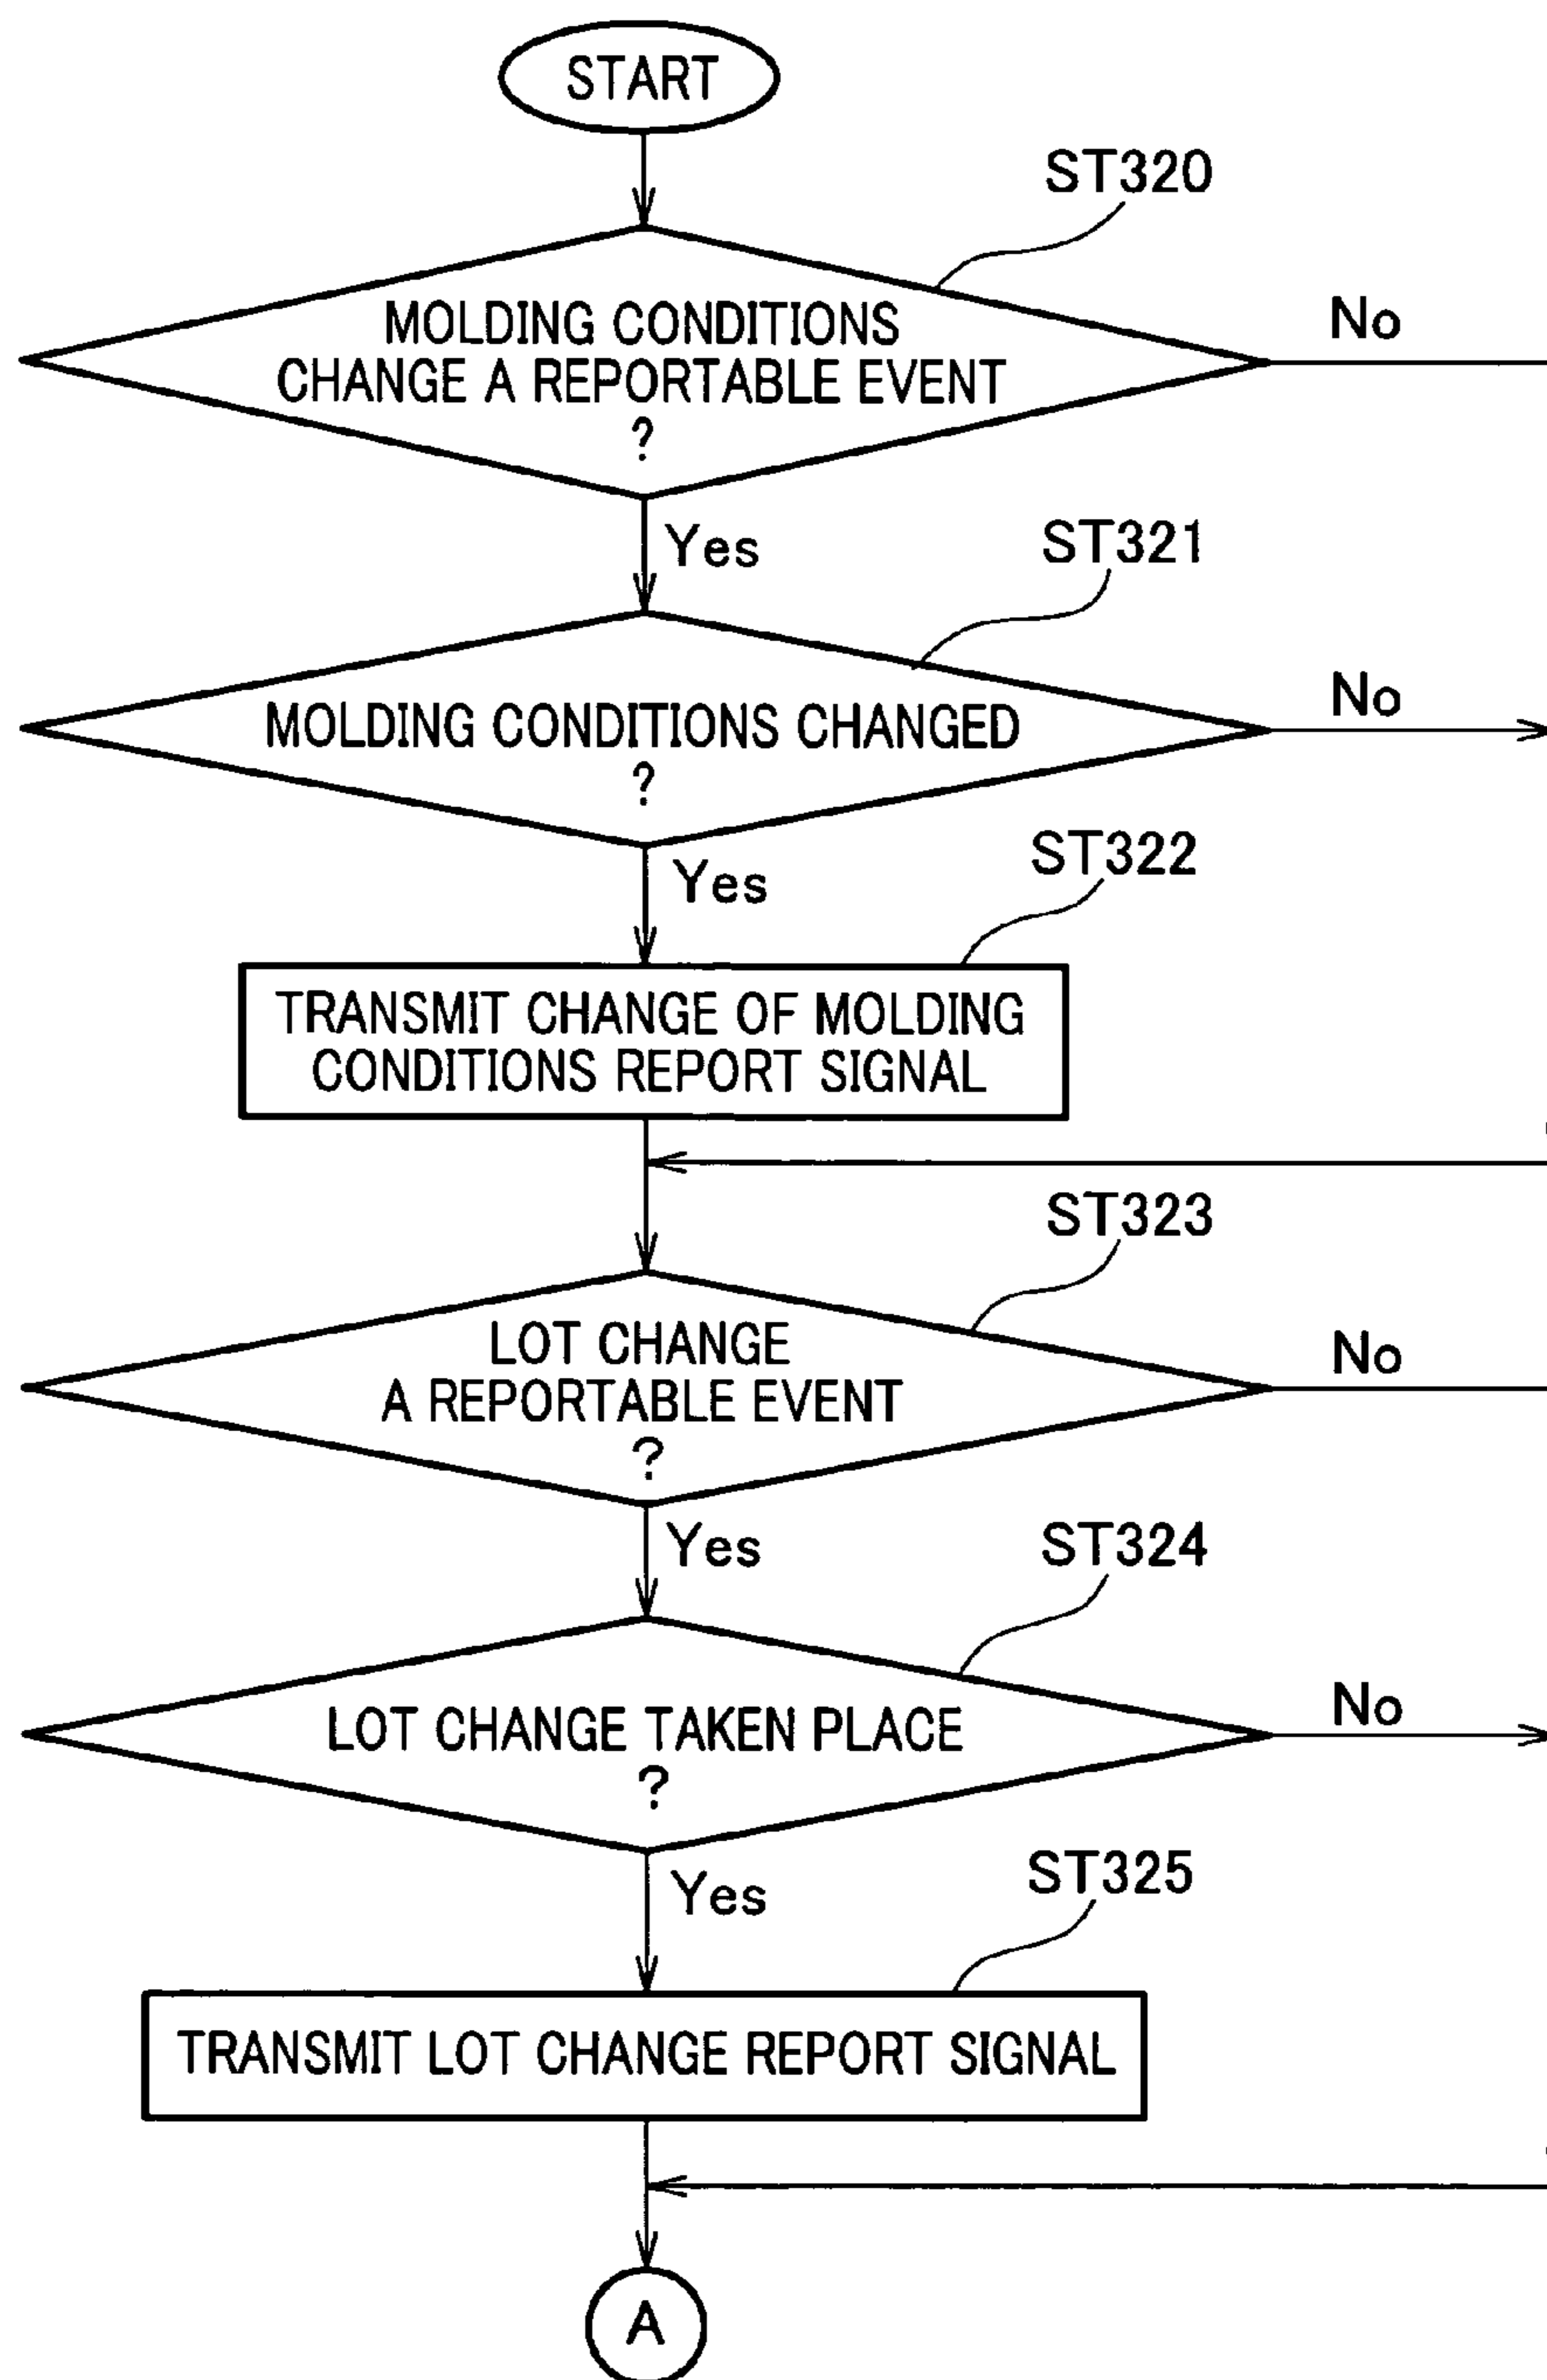 START
ST320
MOLDING CONDITIONS
CHANGE A REPORTABLE EVENT
?
No
Yes
ST321
MOLDING CONDITIONS CHANGED
?
No
Yes
ST322
TRANSMIT CHANGE OF MOLDING
CONDITIONS REPORT SIGNAL
ST323
LOT CHANGE
A REPORTABLE EVENT
?
No
Yes
ST324
LOT CHANGE TAKEN PLACE
?
No
Yes
ST325
TRANSMIT LOT CHANGE REPORT SIGNAL
A